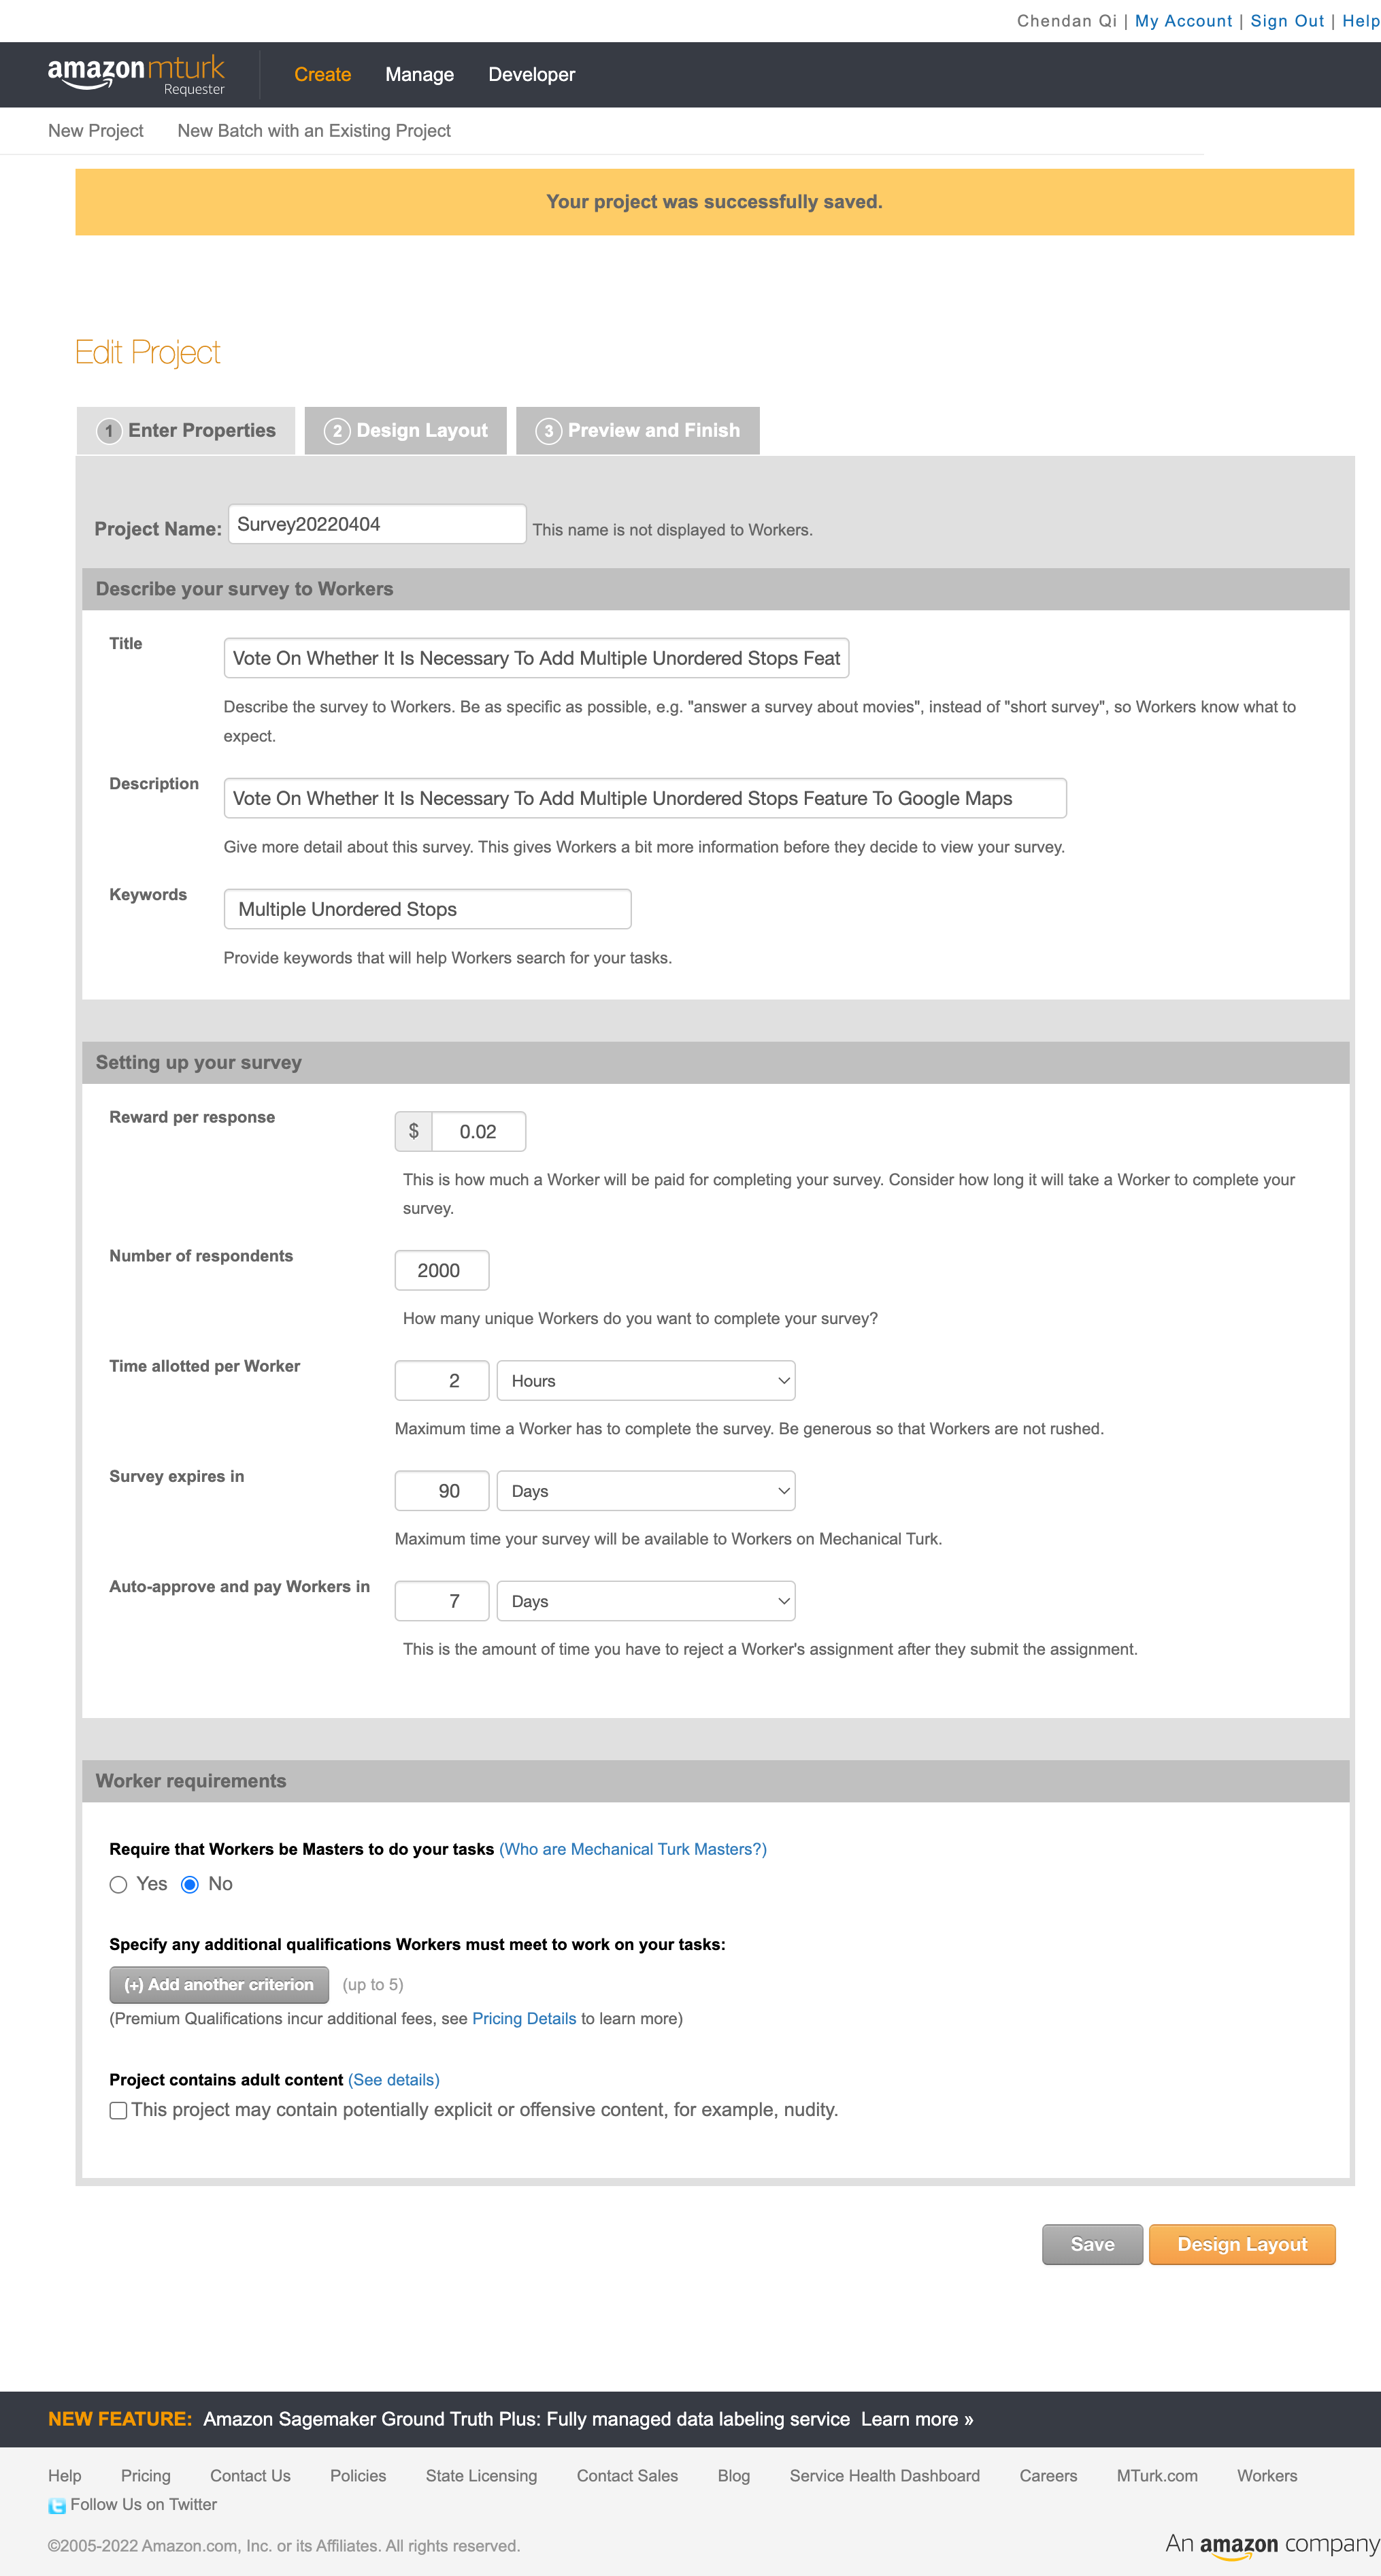 Chendan Qi | My Account | Sign Out | Help
amazon mturk
Requester
Create Manage Developer
New Project New Batch with an Existing Project
Your project was successfully saved.
Edit Project
1 Enter Properties 2 Design Layout 3 Preview and Finish
Project Name: Survey20220404 This name is not displayed to Workers.
Describe your survey to Workers
Title
Vote On Whether It Is Necessary To Add Multiple Unordered Stops Feat
Describe the survey to Workers. Be as specific as possible, e.g. "answer a survey about movies", instead of "short survey", so Workers know what to
expect.
Description
Vote On Whether It Is Necessary To Add Multiple Unordered Stops Feature To Google Maps
Give more detail about this survey. This gives Workers a bit more information before they decide to view your survey.
Keywords
Multiple Unordered Stops
Provide keywords that will help Workers search for your tasks.
Setting up your survey
Reward per response
$ 0.02
This is how much a Worker will be paid for completing your survey. Consider how long it will take a Worker to complete your
survey.
Number of respondents
2000
How many unique Workers do you want to complete your survey?
Time allotted per Worker
2 Hours
Maximum time a Worker has to complete the survey. Be generous so that Workers are not rushed.
Survey expires in
90 Days
Maximum time your survey will be available to Workers on Mechanical Turk.
Auto-approve and pay Workers in
7 Days
This is the amount of time you have to reject a Worker's assignment after they submit the assignment.
Worker requirements
Require that Workers be Masters to do your tasks (Who are Mechanical Turk Masters?)
Yes No
Specify any additional qualifications Workers must meet to work on your tasks:
(+) Add another criterion (up to 5)
(Premium Qualifications incur additional fees, see Pricing Details to learn more)
Project contains adult content (See details)
This project may contain potentially explicit or offensive content, for example, nudity.
Save Design Layout
NEW FEATURE: Amazon Sagemaker Ground Truth Plus: Fully managed data labeling service Learn more »
Help Pricing Contact Us Policies State Licensing Contact Sales Blog Service Health Dashboard Careers MTurk.com Workers
Follow Us on Twitter
©2005-2022 Amazon.com, Inc. or its Affiliates. All rights reserved.
An amazon company